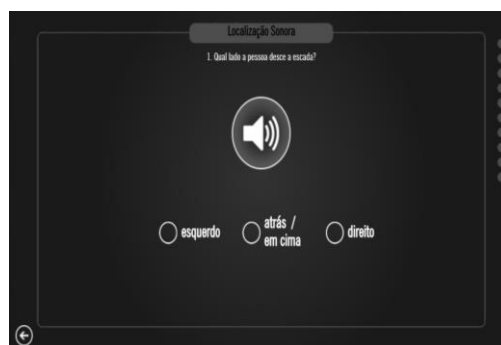 Localização Sonora
1. Qual lado a pessoa desce a escada?
esquerdo
atrás /
em cima
direito